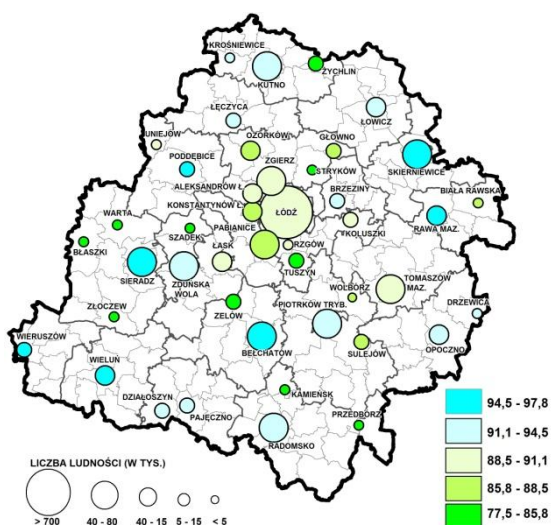 KROŚNIEWICE
KUTNO
ŻYCHLIN
ŁĘCZYCA
ŁOWICZ
UNIEJÓW
OZORKÓW
GŁOWNO
PODDĘBICE
ZGIERZ
STRYKÓW
SKIERNIEWICE
ALEKSANDRÓW Ł.
BRZEZINY
BIAŁA RAWSKA
KONSTANTYNÓW Ł.
ŁÓDŹ
WARTA
SZADEK
PABIANICE
RZGÓW
KOLUSZKI
RAWA MAZ.
BŁASZKI
ŁASK
TUSZYN
SIERADZ
ZDUŃSKA
WOLA
WOLBÓRZ
TOMASZÓW
MAZ.
ZŁOCZEW
ZELÓW
PIOTRKÓW TRYB.
DRZEWICA
WIERUSZÓW
BEŁCHATÓW
SULEJÓW
OPOCZNO
WIELUŃ
DZIAŁOSZYN
PAJĘCZNO
KAMIEŃSK
PRZEDBÓRZ
RADOMSKO
LICZBA LUDNOŚCI (W TYS.)
> 700 40 - 80 40 - 15 5 - 15 < 5
94,5 - 97,8
91,1 - 94,5
88,5 - 91,1
85,8 - 88,5
77,5 - 85,8